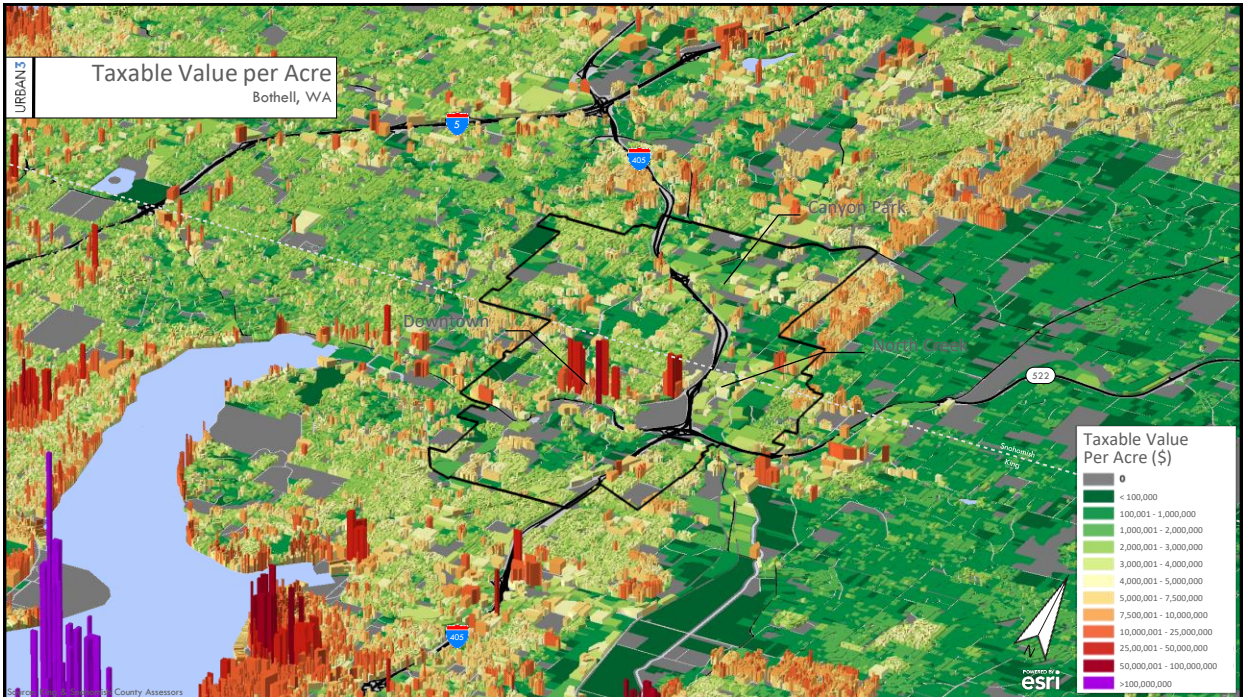 URBAN3
Taxable Value per Acre
Bothell, WA
5
405
Canyon Park
Downtown
North Creek
522
Snohomish
King
405
Taxable Value
Per Acre ($)
0
< 100,000
100,001 - 1,000,000
1,000,001 - 2,000,000
2,000,001 - 3,000,000
3,000,001 - 4,000,000
4,000,001 - 5,000,000
5,000,001 - 7,500,000
7,500,001 - 10,000,000
10,000,001 - 25,000,000
25,00,001 - 50,000,000
50,000,001 - 100,000,000
>100,000,000
N
POWERED BY
esri
County Assessors